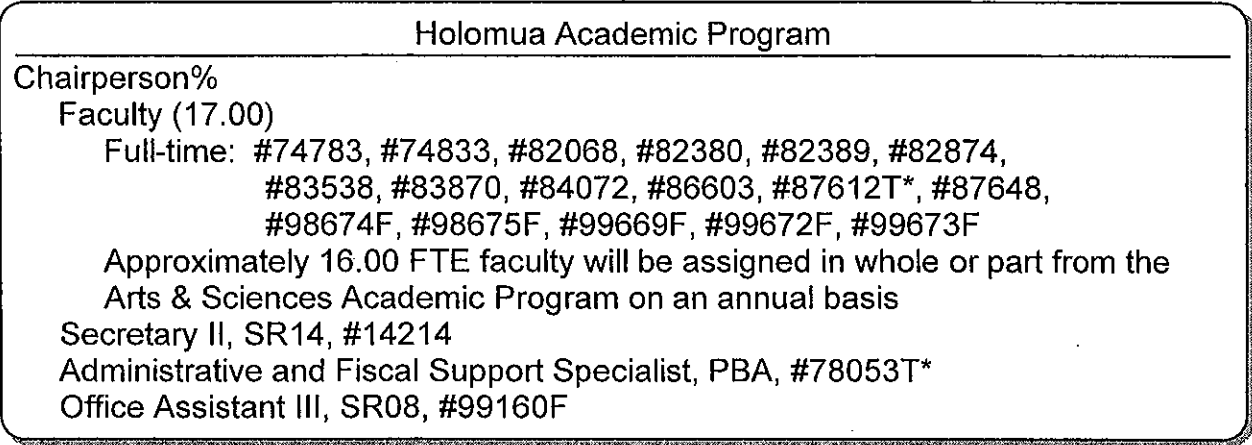 Holomua Academic Program
Chairperson%
Faculty (17.00)
Full-time: #74783, #74833, #82068, #82380, #82389, #82874,
#83538, #83870, #84072, #86603, #87612T*, #87648,
#98674F, #98675F, #99669F, #99672F, #99673F
Approximately 16.00 FTE faculty will be assigned in whole or part from the
Arts & Sciences Academic Program on an annual basis
Secretary II, SR14, #14214
Administrative and Fiscal Support Specialist, PBA, #78053T*
Office Assistant III, SR08, #99160F